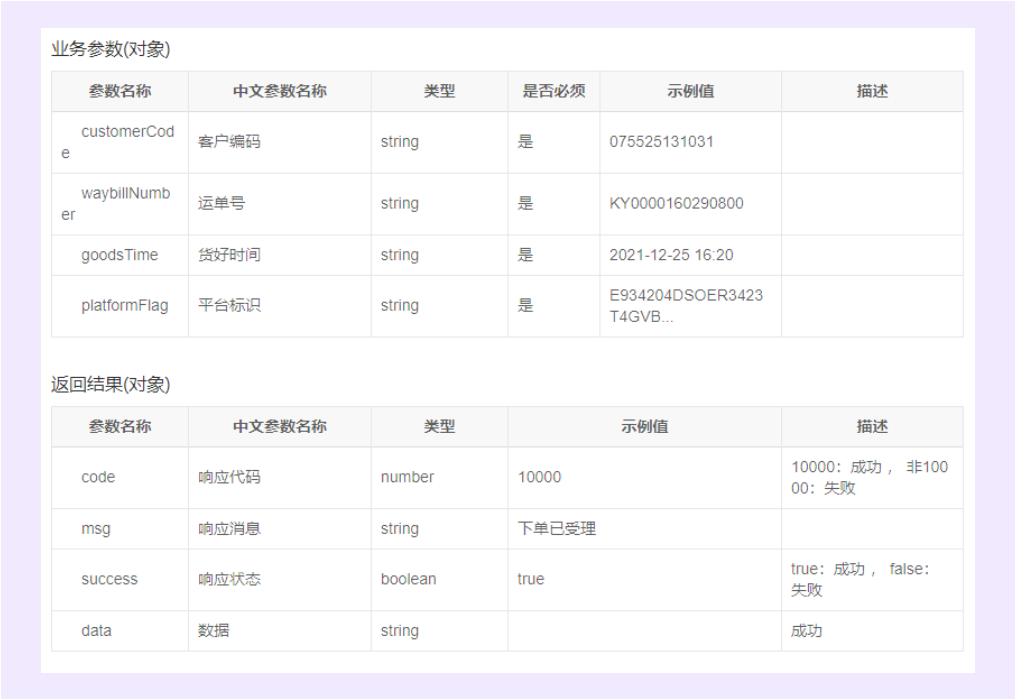 业务参数(对象)
参数名称 中文参数名称 类型 是否必须 示例值 描述
customerCod
e 客户编码 string 是 075525131031
waybillNumb
er 运单号 string 是 KY0000160290800
goodsTime 货好时间 string 是 2021-12-25 16:20
platformFlag 平台标识 string 是 E934204DSOER3423
T4GVB...
返回结果(对象)
参数名称 中文参数名称 类型 示例值 描述
code 响应代码 number 10000 10000：成功， 非100
00：失败
msg 响应消息 string 下单已受理
success 响应状态 boolean true true：成功， false：
失败
data 数据 string 成功